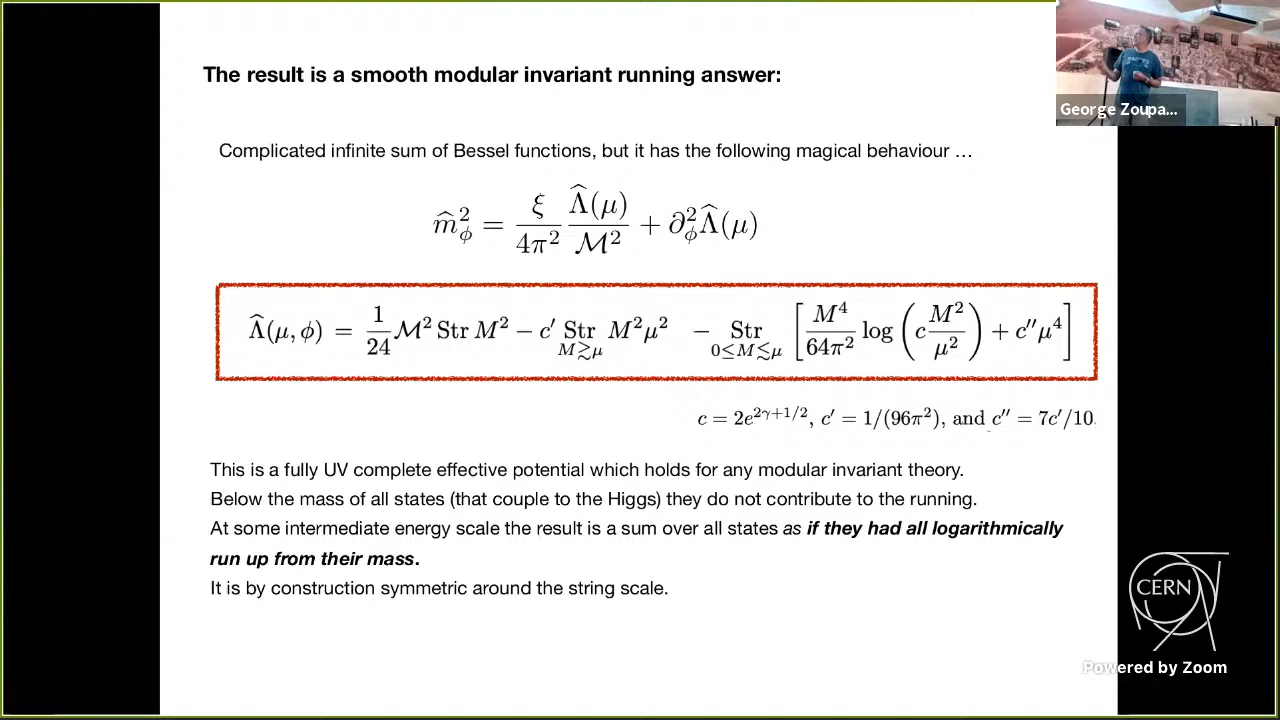 The result is a smooth modular invariant running answer:
George Zoupa...
Complicated infinite sum of Bessel functions, but it has the following magical behaviour …
m̂²_φ = ξ/(4π²) Λ̂(μ)/ℳ² + ∂²_φ Λ̂(μ)
Λ̂(μ, φ) = 1/24 ℳ² Str M² − c′ Str_{M≳μ} M²μ² − Str_{0≤M≲μ} [M⁴/(64π²) log(c M²/μ²) + c″μ⁴]
c = 2e^{2γ+1/2}, c′ = 1/(96π²), and c″ = 7c′/10.
This is a fully UV complete effective potential which holds for any modular invariant theory.
Below the mass of all states (that couple to the Higgs) they do not contribute to the running.
At some intermediate energy scale the result is a sum over all states as if they had all logarithmically
run up from their mass.
It is by construction symmetric around the string scale.
CERN
Powered by Zoom